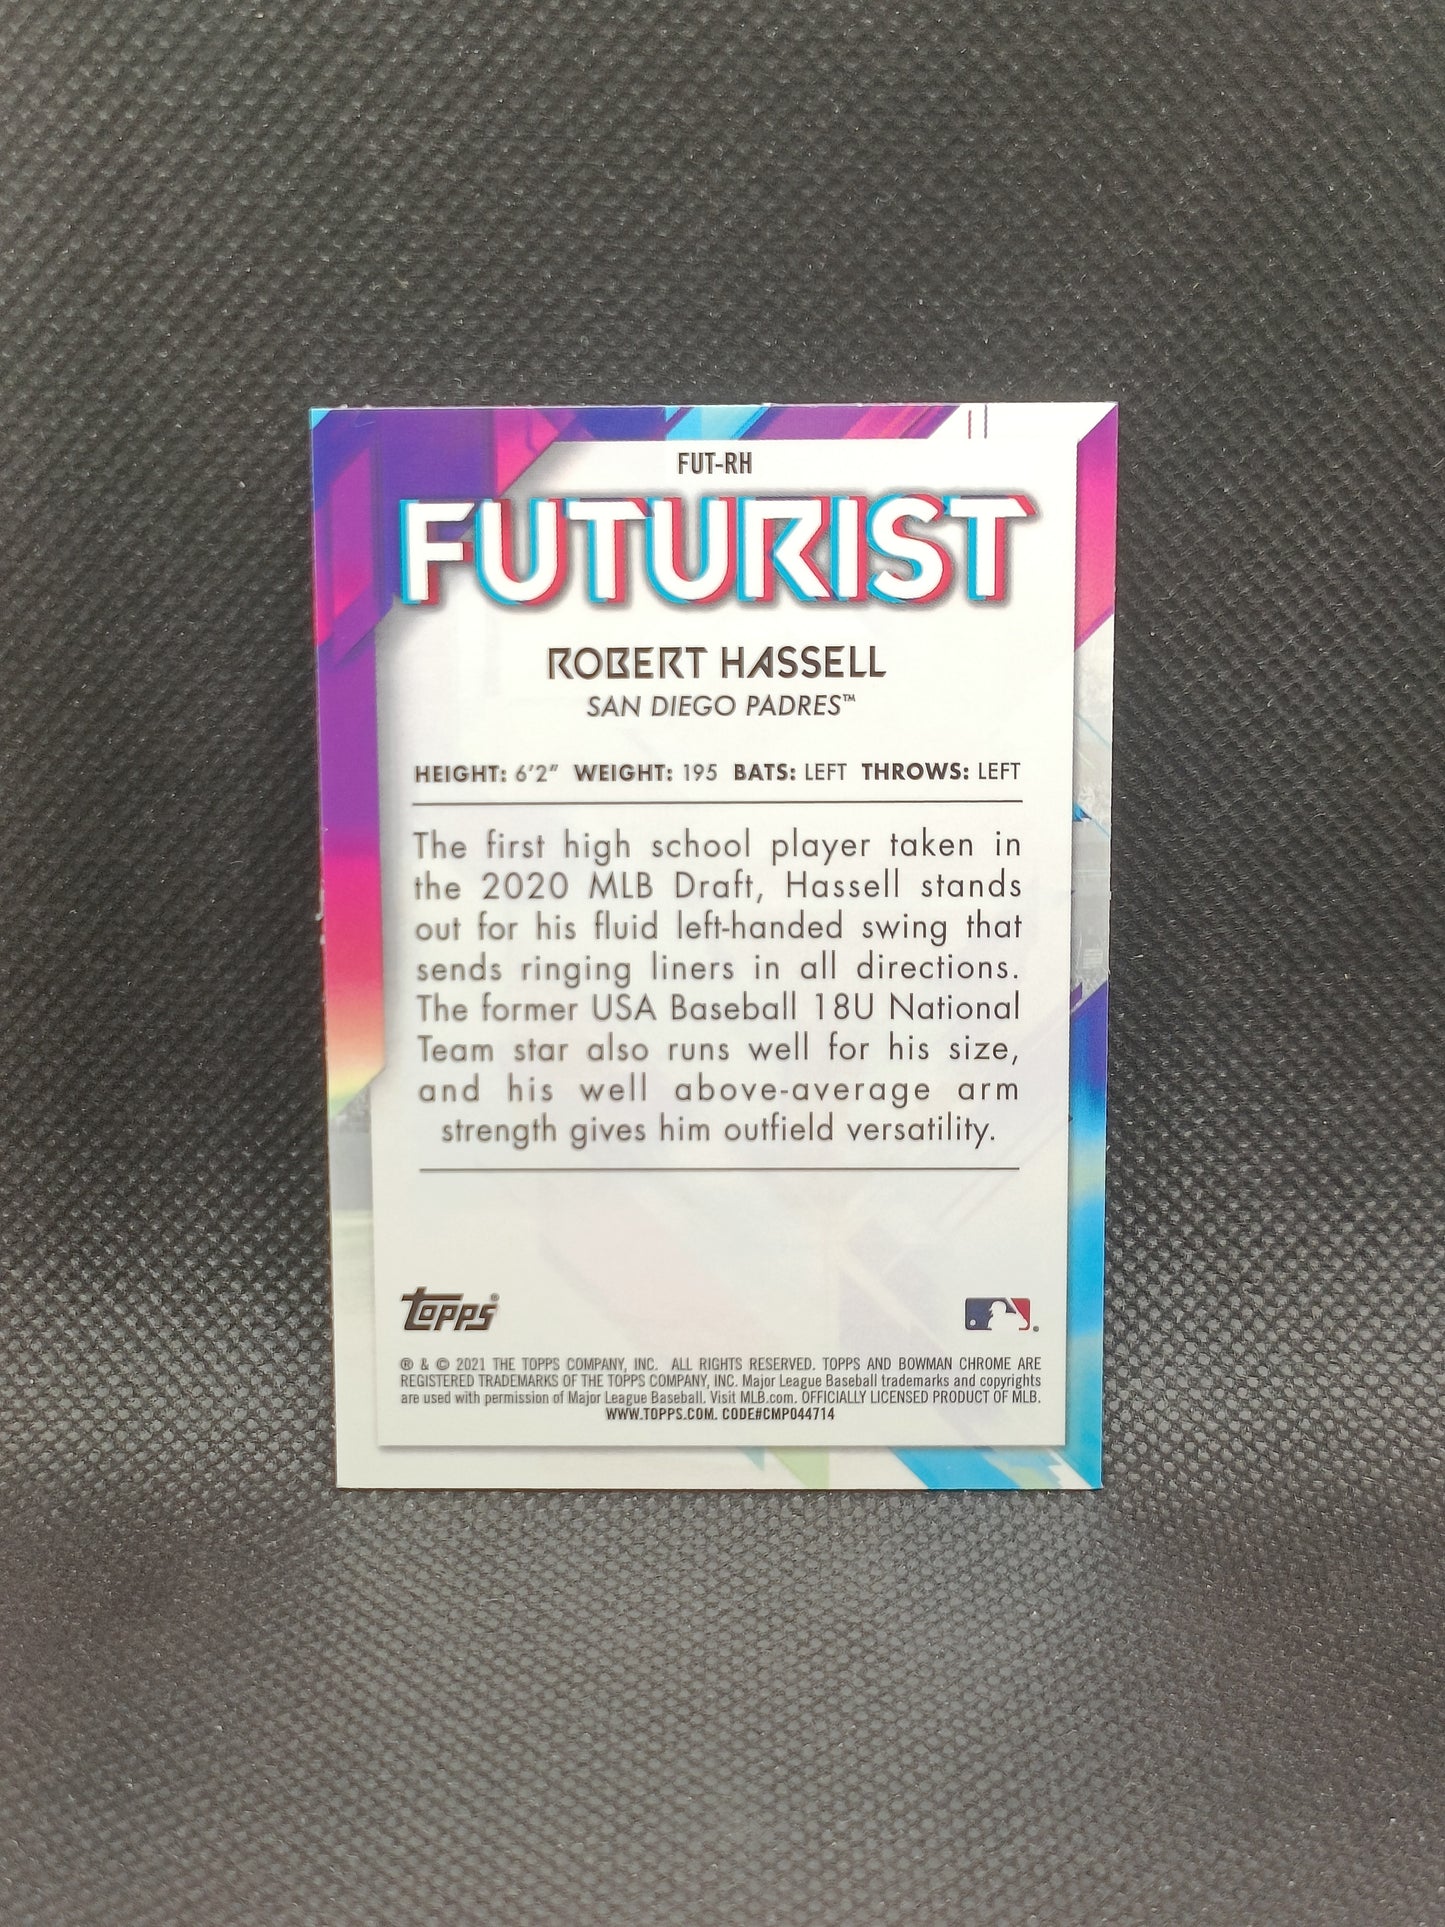 FUT-RH
FUTURIST
ROBERT HASSELL
SAN DIEGO PADRES™
HEIGHT: 6'2" WEIGHT: 195 BATS: LEFT THROWS: LEFT
The first high school player taken in
the 2020 MLB Draft, Hassell stands
out for his fluid left-handed swing that
sends ringing liners in all directions.
The former USA Baseball 18U National
Team star also runs well for his size,
and his well above-average arm
strength gives him outfield versatility.
Topps®
® & © 2021 THE TOPPS COMPANY, INC. ALL RIGHTS RESERVED. TOPPS AND BOWMAN CHROME ARE
REGISTERED TRADEMARKS OF THE TOPPS COMPANY, INC. Major League Baseball trademarks and copyrights
are used with permission of Major League Baseball. Visit MLB.com. OFFICIALLY LICENSED PRODUCT OF MLB.
WWW.TOPPS.COM. CODE#CMP044714